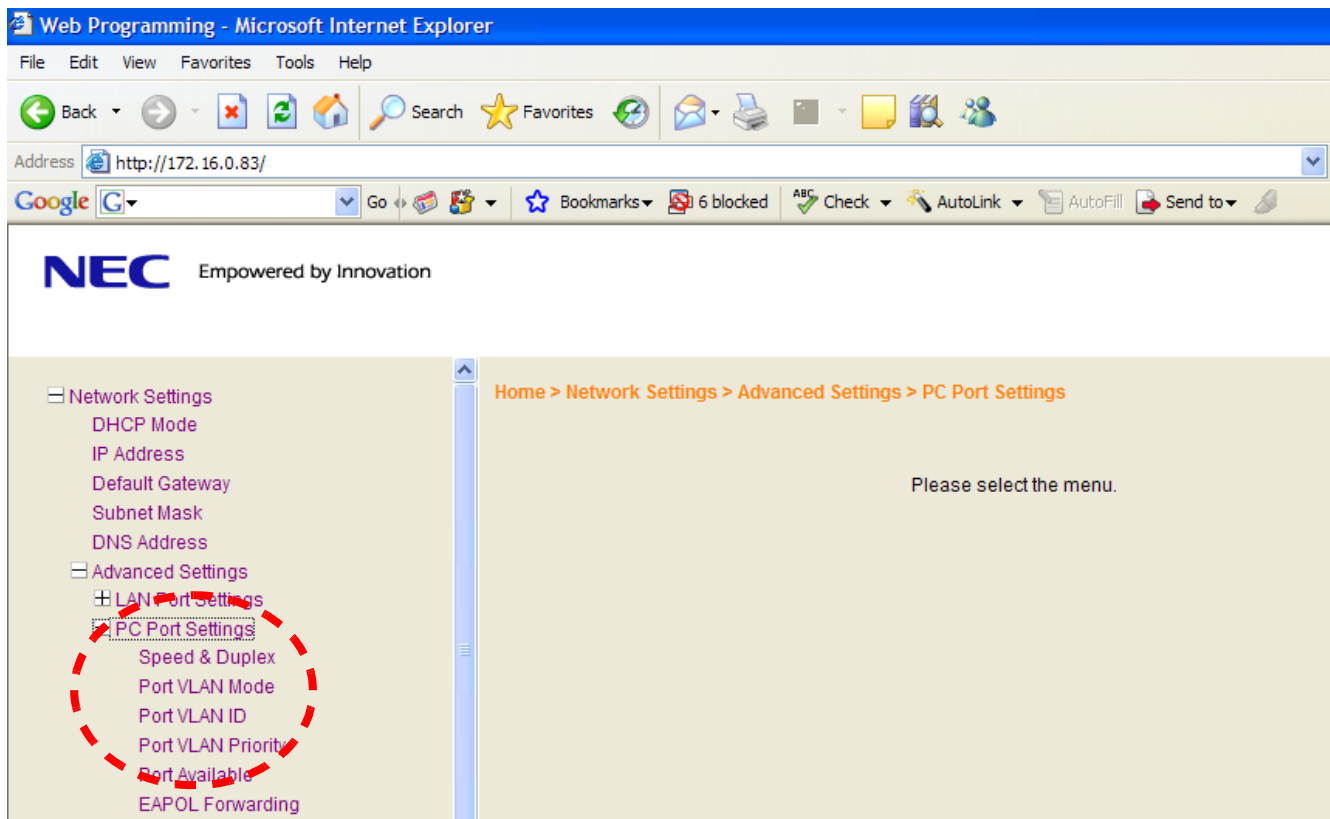 Web Programming - Microsoft Internet Explorer
File Edit View Favorites Tools Help
Back Search Favorites
Address http://172.16.0.83/
Google G Go Bookmarks 6 blocked ABC Check AutoLink AutoFill Send to
NEC Empowered by Innovation
Home > Network Settings > Advanced Settings > PC Port Settings
Please select the menu.
Network Settings
DHCP Mode
IP Address
Default Gateway
Subnet Mask
DNS Address
Advanced Settings
LAN Port Settings
PC Port Settings
Speed & Duplex
Port VLAN Mode
Port VLAN ID
Port VLAN Priority
Port Available
EAPOL Forwarding